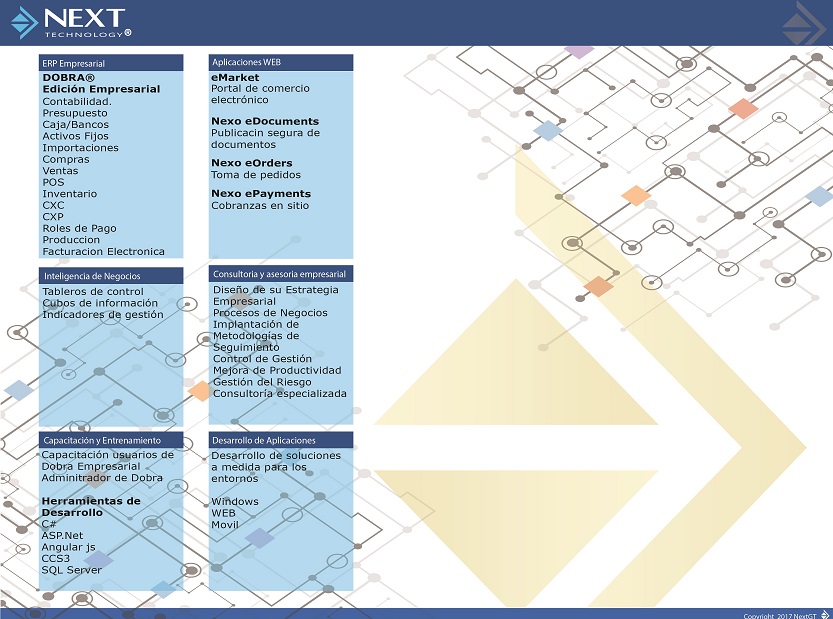 NEXT
TECHNOLOGY®
ERP Empresarial
DOBRA®
Edición Empresarial
Contabilidad.
Presupuesto
Caja/Bancos
Activos Fijos
Importaciones
Compras
Ventas
POS
Inventario
CXC
CXP
Roles de Pago
Produccion
Facturacion Electronica
Aplicaciones WEB
eMarket
Portal de comercio
electrónico
Nexo eDocuments
Publicacin segura de
documentos
Nexo eOrders
Toma de pedidos
Nexo ePayments
Cobranzas en sitio
Inteligencia de Negocios
Tableros de control
Cubos de información
Indicadores de gestión
Consultoria y asesoria empresarial
Diseño de su Estrategia
Empresarial
Procesos de Negocios
Implantación de
Metodologías de
Seguimiento
Control de Gestión
Mejora de Productividad
Gestión del Riesgo
Consultoría especializada
Capacitación y Entrenamiento
Capacitación usuarios de
Dobra Empresarial
Adminitrador de Dobra
Herramientas de
Desarrollo
C#
ASP.Net
Angular js
CCS3
SQL Server
Desarrollo de Aplicaciones
Desarrollo de soluciones
a medida para los
entornos
Windows
WEB
Movil
Copyright 2017 NextGT